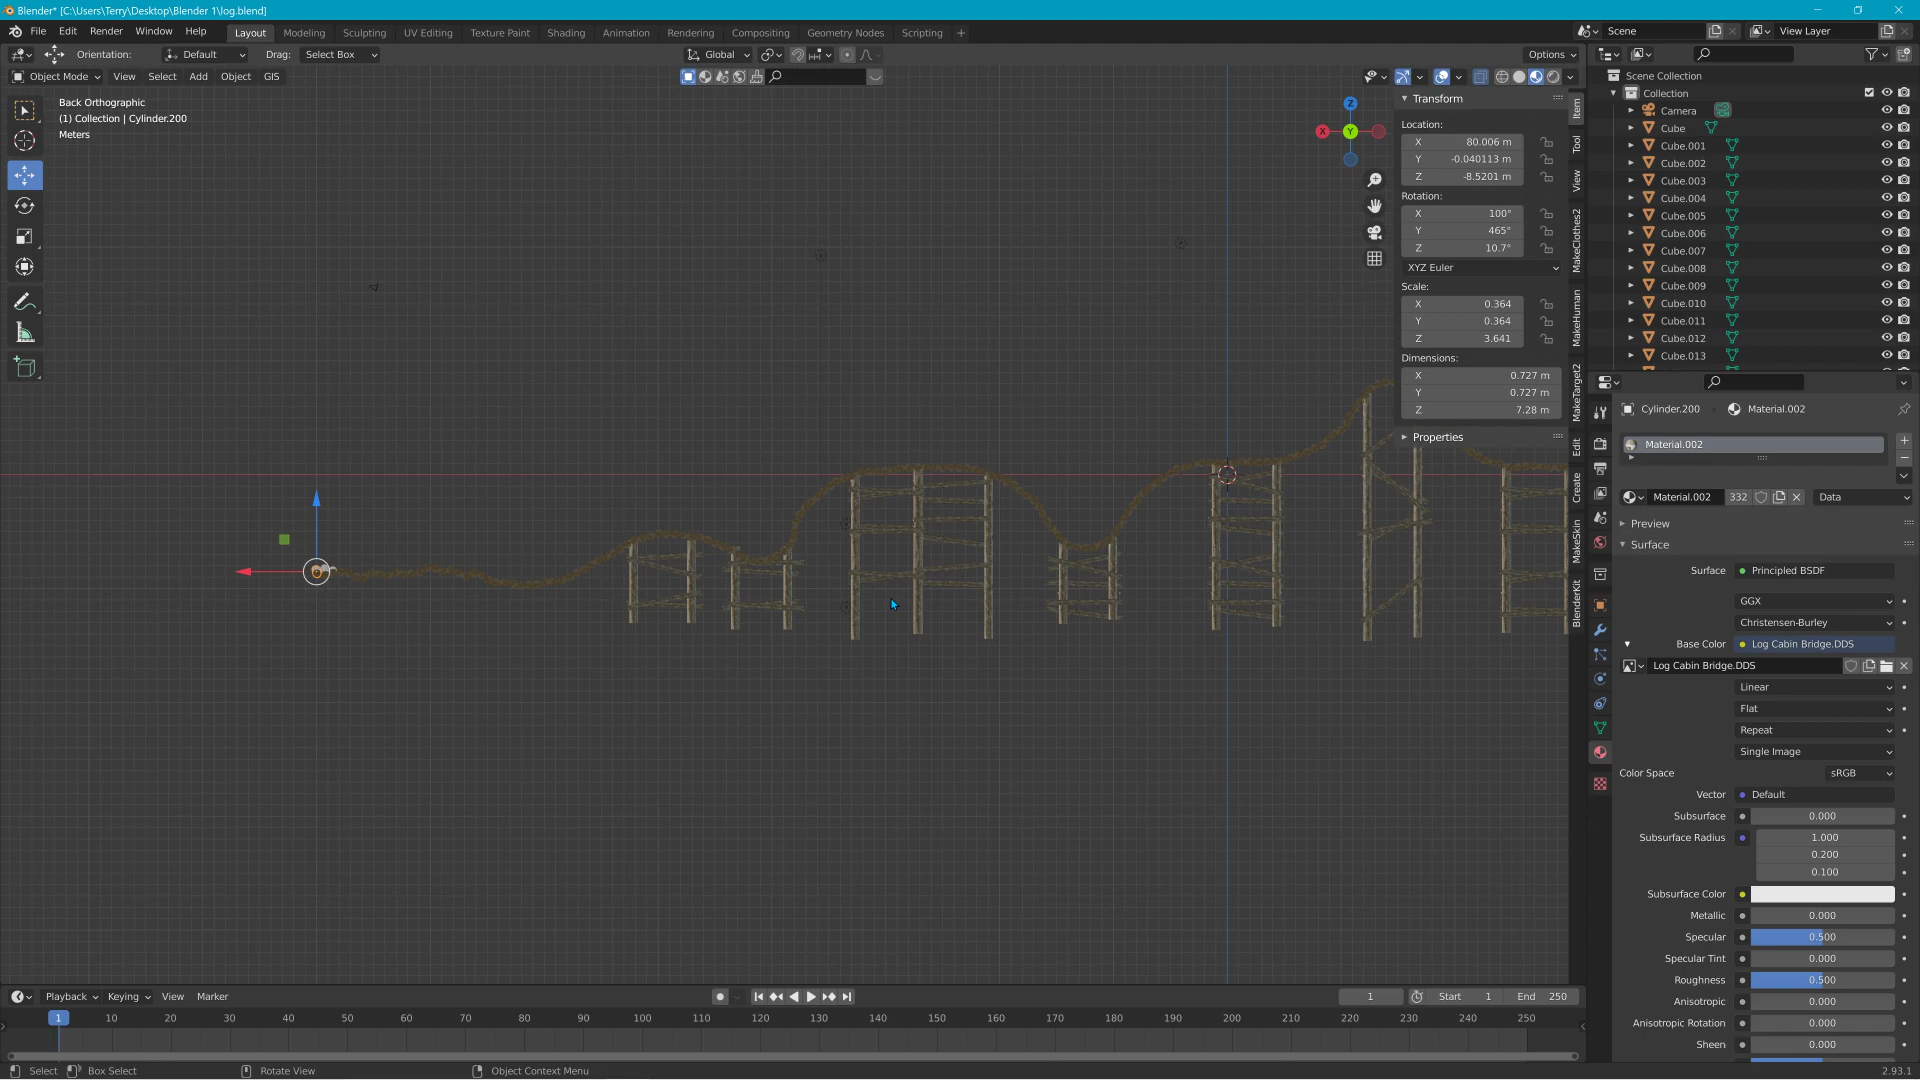 Blender* [C:\Users\Terry\Desktop\Blender 1\log.blend]
File Edit Render Window Help Layout Modeling Sculpting UV Editing Texture Paint Shading Animation Rendering Compositing Geometry Nodes Scripting + Scene View Layer
Orientation: Default Drag: Select Box Global Options
Object Mode View Select Add Object GIS
Back Orthographic
(1) Collection | Cylinder.200
Meters
Z
X
Y
Transform
Location:
X 80.006 m
Y -0.040113 m
Z -8.5201 m
Rotation:
X 100°
Y 465°
Z 10.7°
XYZ Euler
Scale:
X 0.364
Y 0.364
Z 3.641
Dimensions:
X 0.727 m
Y 0.727 m
Z 7.28 m
Properties
Item
Tool
View
MakeClothes2
MakeHuman
MakeTarget2
Edit
Create
MakeSkin
BlenderKit
Scene Collection
Collection
Camera
Cube
Cube.001
Cube.002
Cube.003
Cube.004
Cube.005
Cube.006
Cube.007
Cube.008
Cube.009
Cube.010
Cube.011
Cube.012
Cube.013
Cylinder.200 Material.002
Material.002
Material.002 332 Data
Preview
Surface
Surface Principled BSDF
GGX
Christensen-Burley
Base Color Log Cabin Bridge.DDS
Log Cabin Bridge.DDS
Linear
Flat
Repeat
Single Image
Color Space sRGB
Vector Default
Subsurface 0.000
Subsurface Radius 1.000
0.200
0.100
Subsurface Color
Metallic 0.000
Specular 0.500
Specular Tint 0.000
Roughness 0.500
Anisotropic 0.000
Anisotropic Rotation 0.000
Sheen 0.000
Playback Keying View Marker 1 Start 1 End 250
1 10 20 30 40 50 60 70 80 90 100 110 120 130 140 150 160 170 180 190 200 210 220 230 240 250
Select Box Select Rotate View Object Context Menu 2.93.1